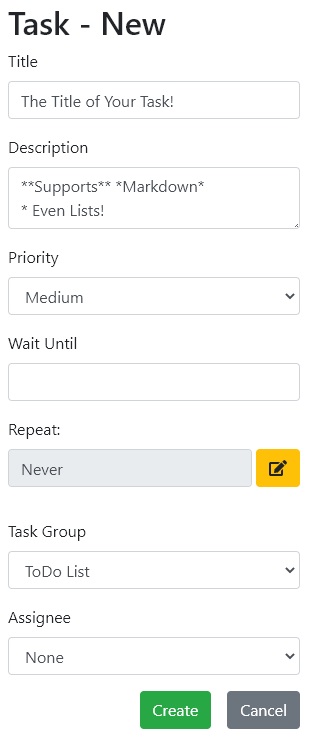 Task - New
Title
The Title of Your Task!
Description
**Supports** *Markdown*
* Even Lists!
Priority
Medium
Wait Until
Repeat:
Never
Task Group
ToDo List
Assignee
None
Create Cancel